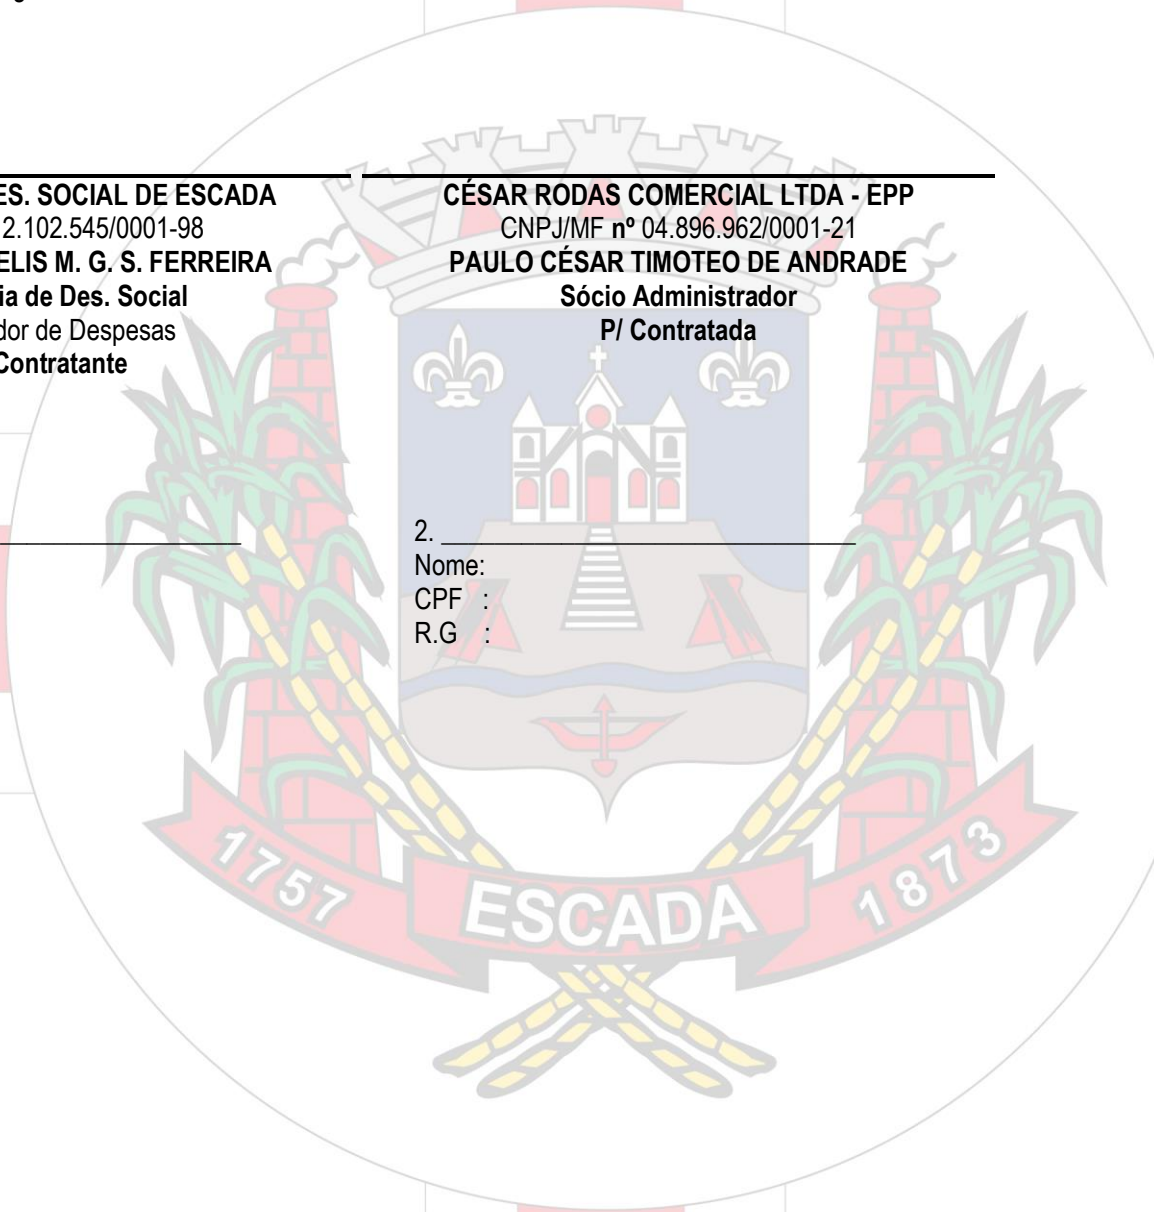 ES. SOCIAL DE ESCADA
2.102.545/0001-98
ELIS M. G. S. FERREIRA
ia de Des. Social
dor de Despesas
Contratante
CÉSAR RODAS COMERCIAL LTDA - EPP
CNPJ/MF nº 04.896.962/0001-21
PAULO CÉSAR TIMOTEO DE ANDRADE
Sócio Administrador
P/ Contratada
2. ______________________________
Nome:
CPF :
R.G :
1757
ESCADA
1873